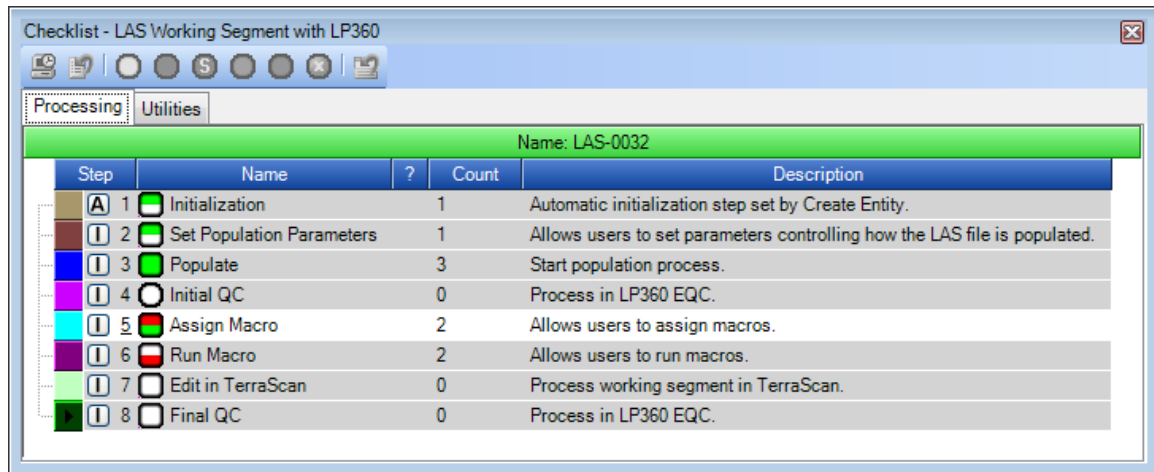 Checklist - LAS Working Segment with LP360
S
Processing Utilities
Name: LAS-0032
Step Name ? Count Description
A 1 Initialization 1 Automatic initialization step set by Create Entity.
I 2 Set Population Parameters 1 Allows users to set parameters controlling how the LAS file is populated.
I 3 Populate 3 Start population process.
I 4 Initial QC 0 Process in LP360 EQC.
I 5 Assign Macro 2 Allows users to assign macros.
I 6 Run Macro 2 Allows users to run macros.
I 7 Edit in TerraScan 0 Process working segment in TerraScan.
I 8 Final QC 0 Process in LP360 EQC.